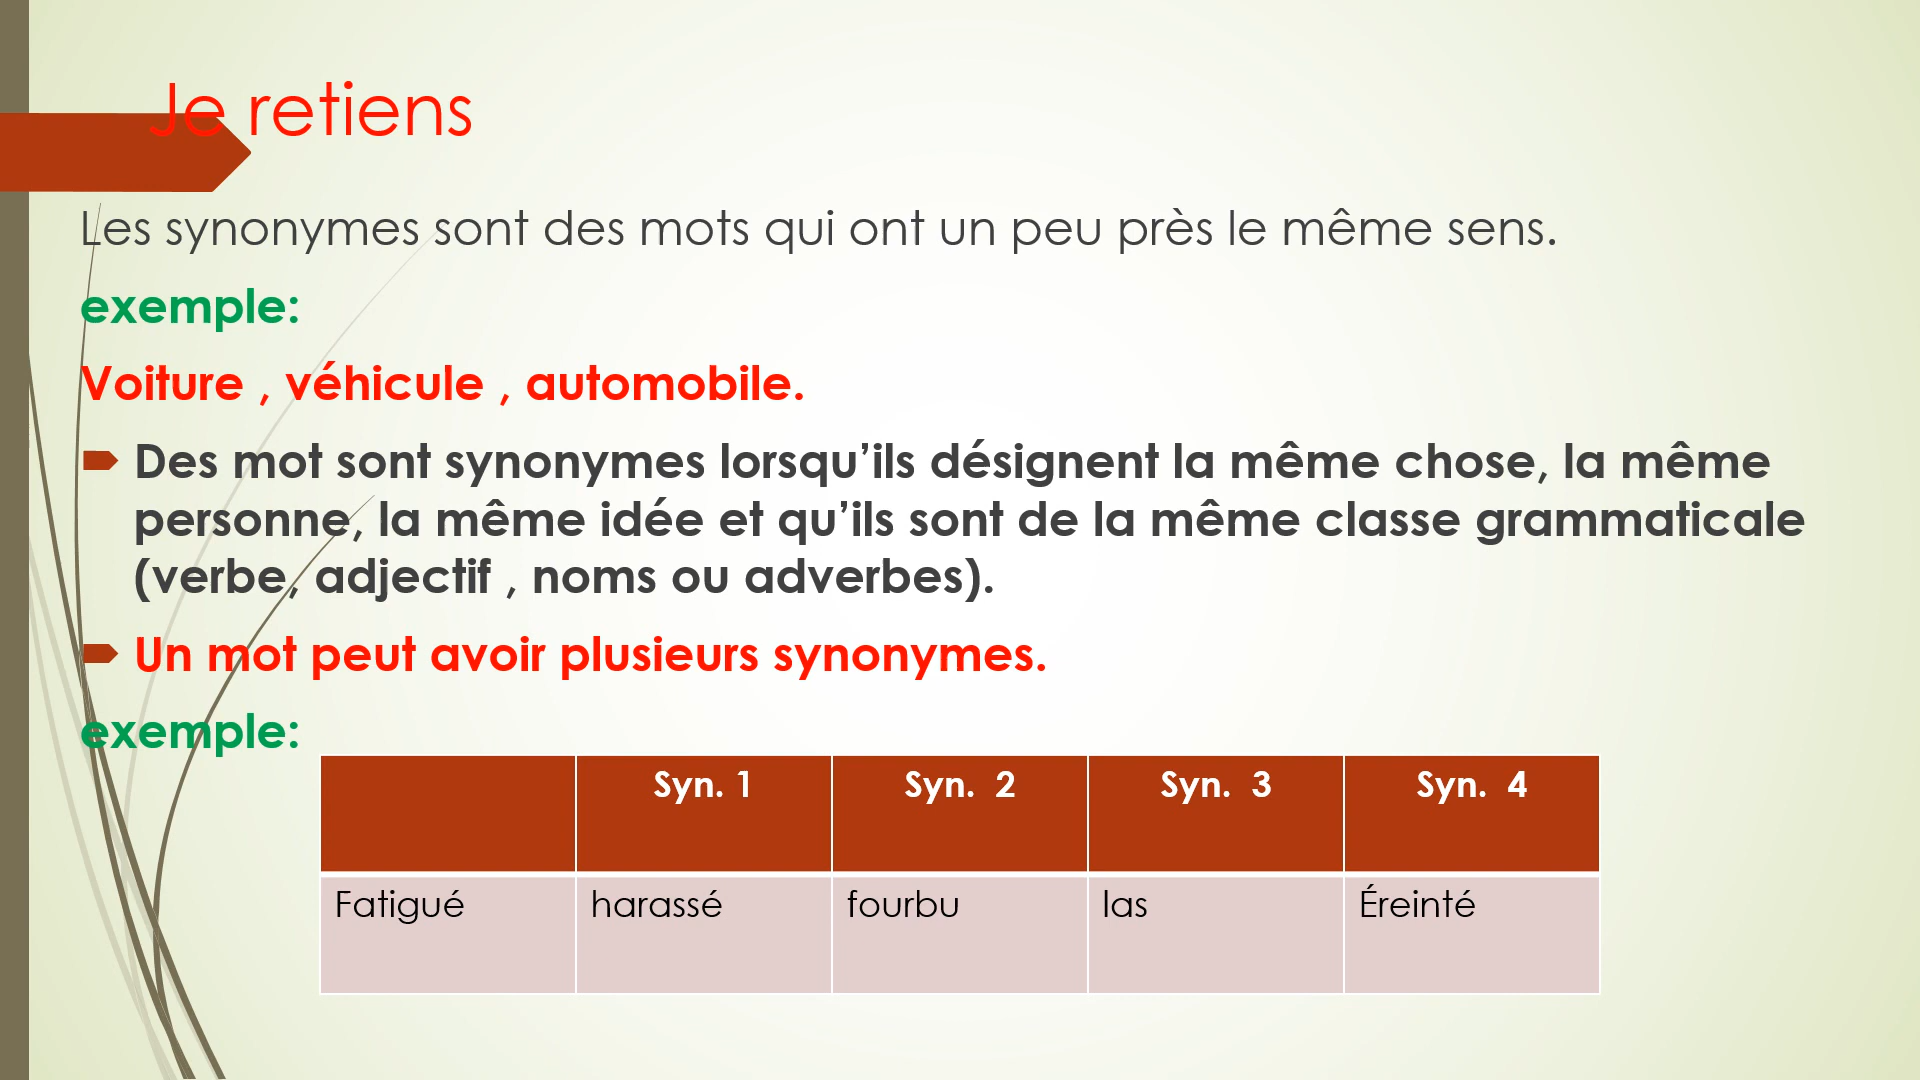 Je retiens
Les synonymes sont des mots qui ont un peu près le même sens.
exemple:
Voiture , véhicule , automobile.
Des mot sont synonymes lorsqu’ils désignent la même chose, la même
personne, la même idée et qu’ils sont de la même classe grammaticale
(verbe, adjectif , noms ou adverbes).
Un mot peut avoir plusieurs synonymes.
exemple:
Syn. 1 Syn. 2 Syn. 3 Syn. 4
Fatigué harassé fourbu las Éreinté